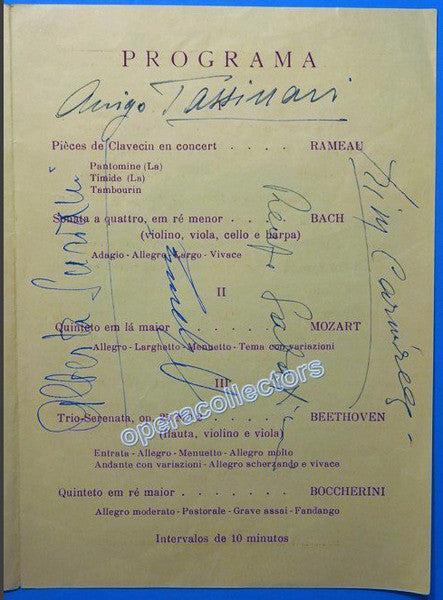 PROGRAMA
Arrigo Tassinari
Pièces de Clavecin en concert . . . . RAMEAU
Pantomine (La)
Timide (La)
Tambourin
Sonata a quattro, em ré menor . . . BACH
(violino, viola, cello e harpa)
Adagio - Allegro - Largo - Vivace
II
Quinteto em lá maior MOZART
Allegro - Larghetto - Menuetto - Tema con variazioni
III
Trio-Serenata, op. BEETHOVEN
(flauta, violino e viola)
Entrata - Allegro - Menuetto - Allegro molto
Andante con variazioni - Allegro scherzando e vivace
Quinteto em ré maior . . . . . . . BOCCHERINI
Allegro moderato - Pastorale - Grave assai - Fandango
Intervalos de 10 minutos
Alberta
operacollectors